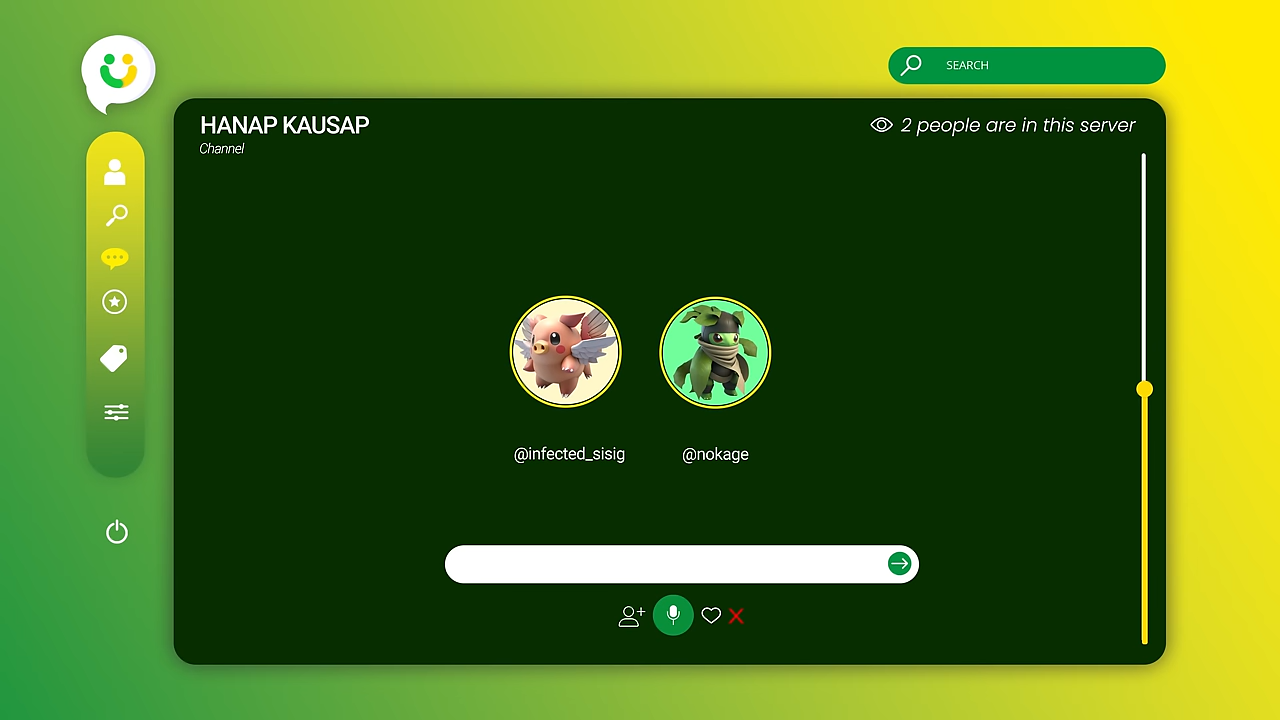 SEARCH
HANAP KAUSAP
Channel
2 people are in this server
@infected_sisig
@nokage